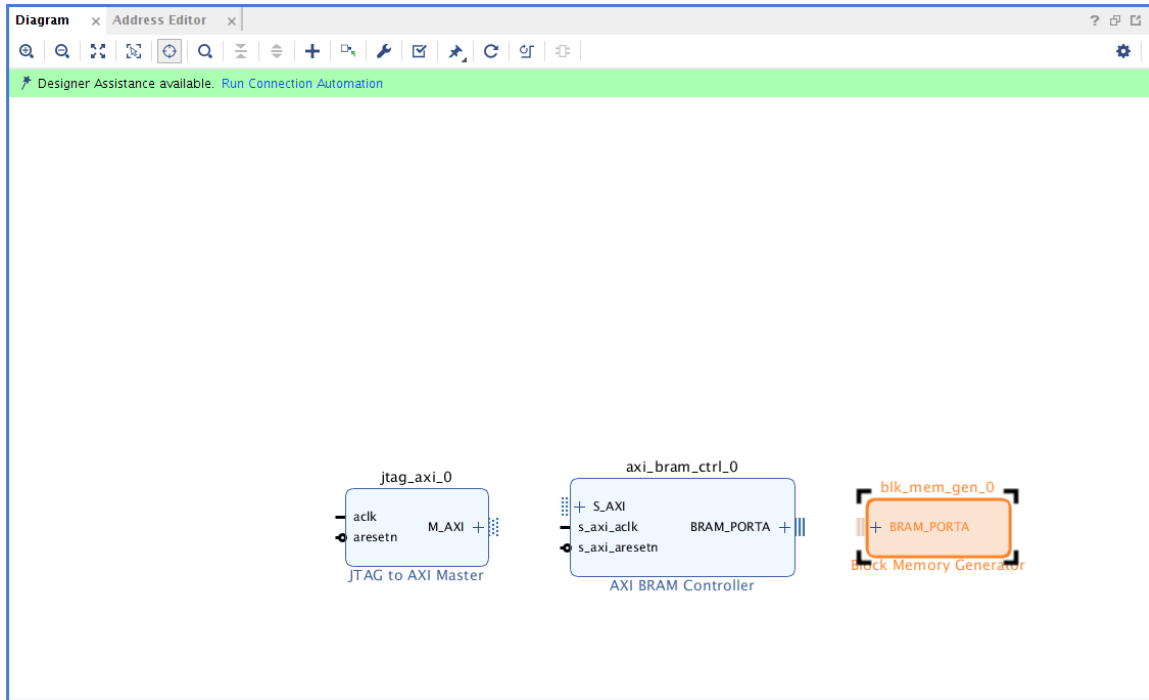 Diagram × Address Editor ×
Designer Assistance available. Run Connection Automation
jtag_axi_0
aclk
aresetn
M_AXI
JTAG to AXI Master
axi_bram_ctrl_0
S_AXI
s_axi_aclk
s_axi_aresetn
BRAM_PORTA
AXI BRAM Controller
blk_mem_gen_0
BRAM_PORTA
Block Memory Generator